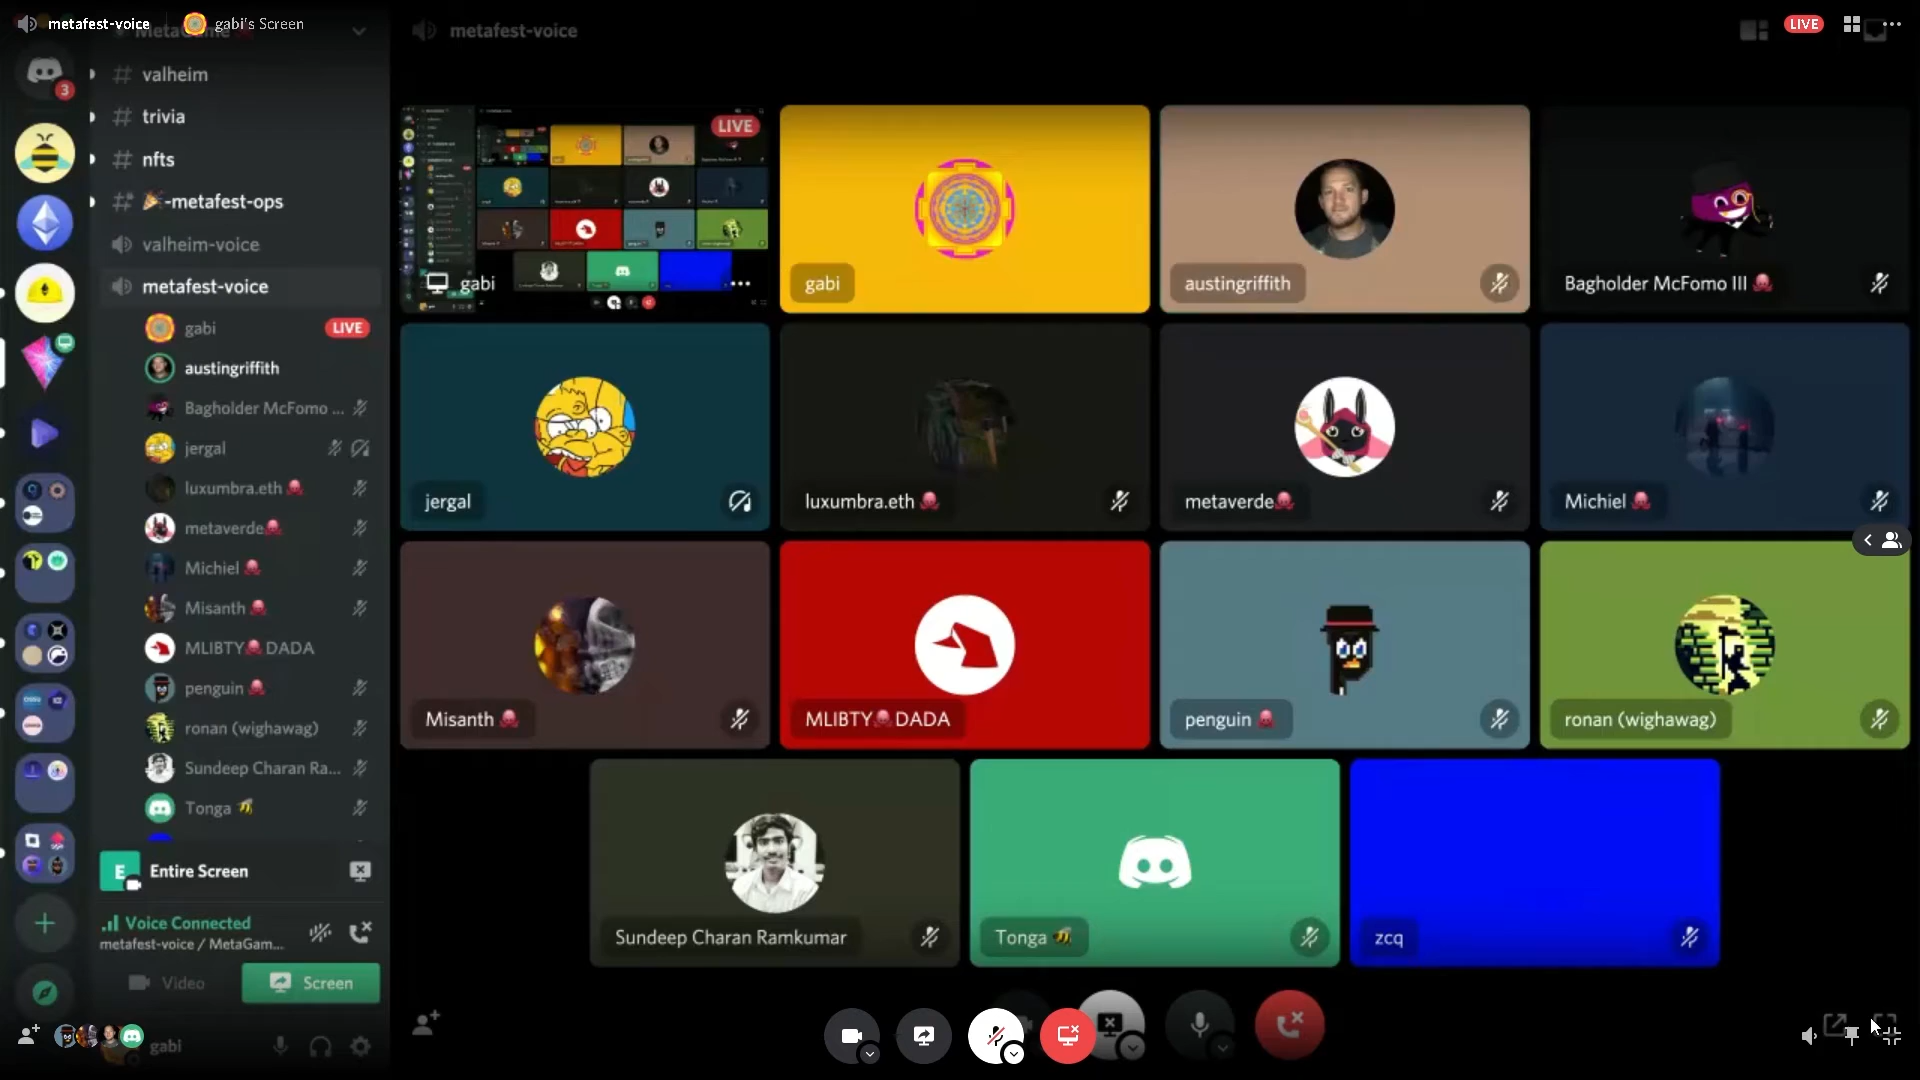 metafest-voice
gabi's Screen
LIVE
metafest-voice
3
valheim
trivia
nfts
-metafest-ops
valheim-voice
metafest-voice
gabi
LIVE
austingriffith
Bagholder McFomo ...
jergal
luxumbra.eth
metaverde
Michiel
Misanth
MLIBTY DADA
penguin
ronan (wighawag)
Sundeep Charan Ra...
Tonga
E
Entire Screen
Voice Connected
metafest-voice / MetaGam...
Video
Screen
gabi
LIVE
gabi
gabi
austingriffith
Bagholder McFomo III
jergal
luxumbra.eth
metaverde
Michiel
Misanth
MLIBTY DADA
penguin
ronan (wighawag)
Sundeep Charan Ramkumar
Tonga
zcq